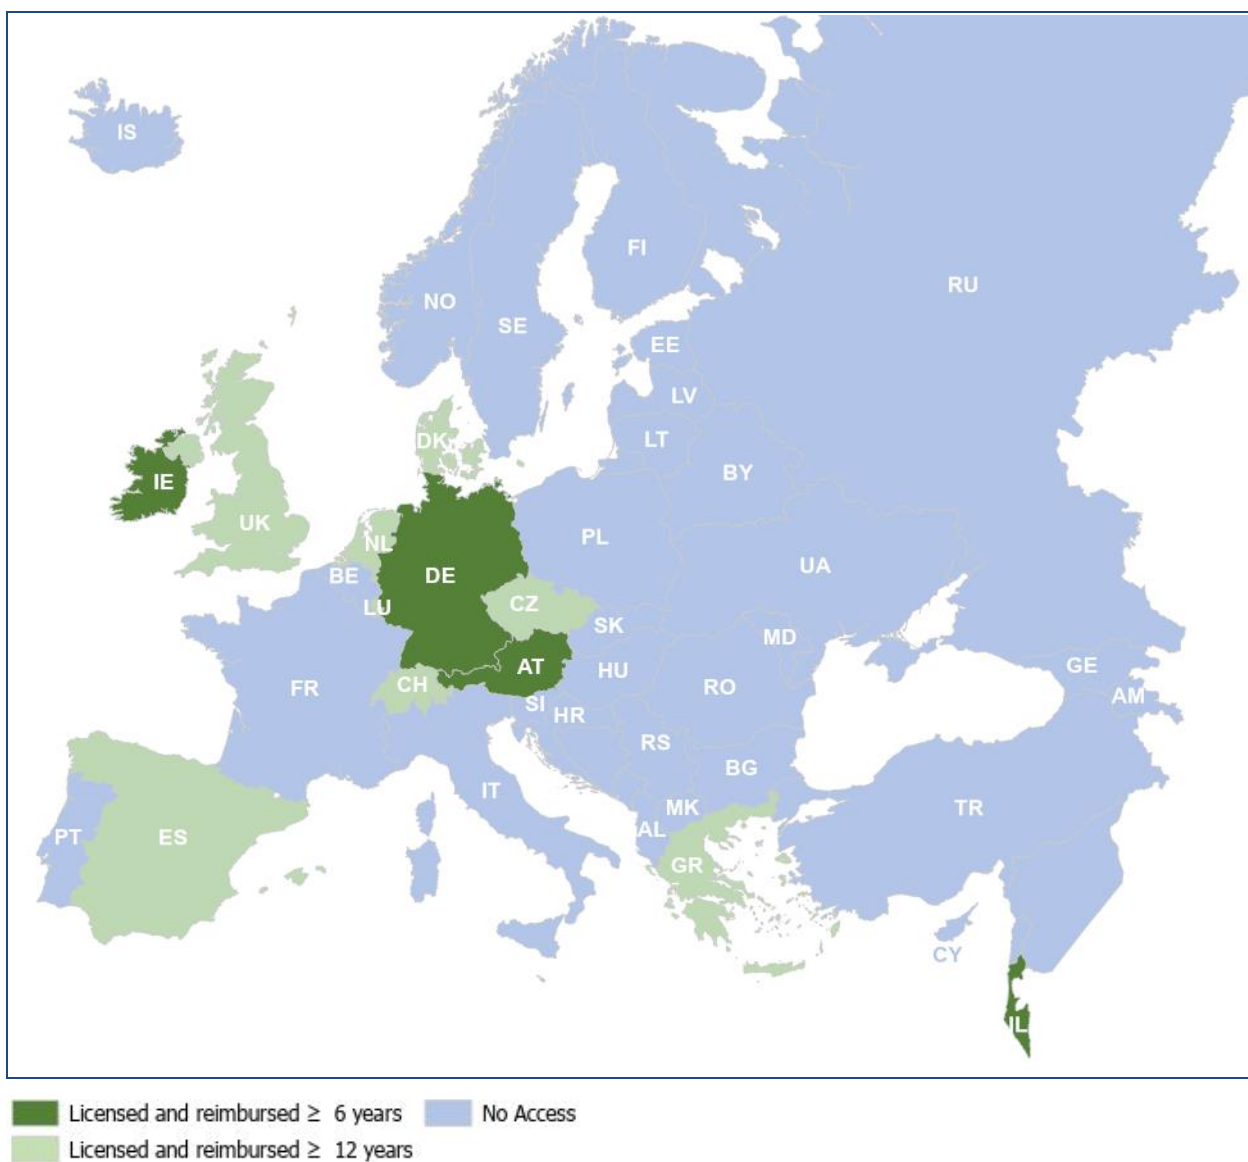 IS
FI
RU
NO
SE
EE
LV
LT
DK
BY
IE
UK
NL
PL
BE
DE
UA
CZ
LU
SK
MD
AT
HU
GE
CH
FR
RO
AM
SI
HR
RS
BG
IT
MK
TR
AL
PT
ES
GR
CY
IL
Licensed and reimbursed ≥ 6 years
No Access
Licensed and reimbursed ≥ 12 years